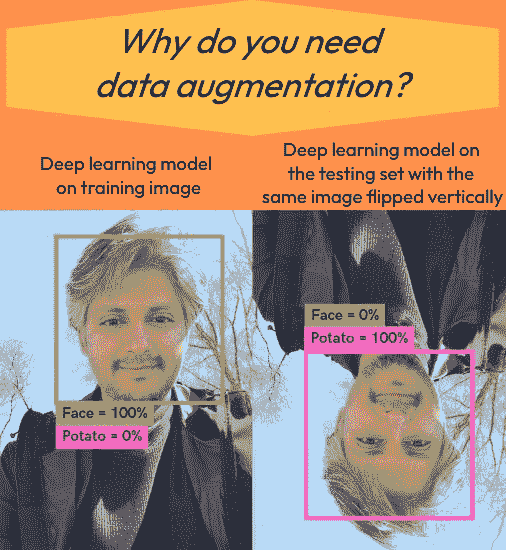 Why do you need
data augmentation?
Deep learning model
on training image
Deep learning model on
the testing set with the
same image flipped vertically
Face = 100%
Potato = 0%
Face = 0%
Potato = 100%